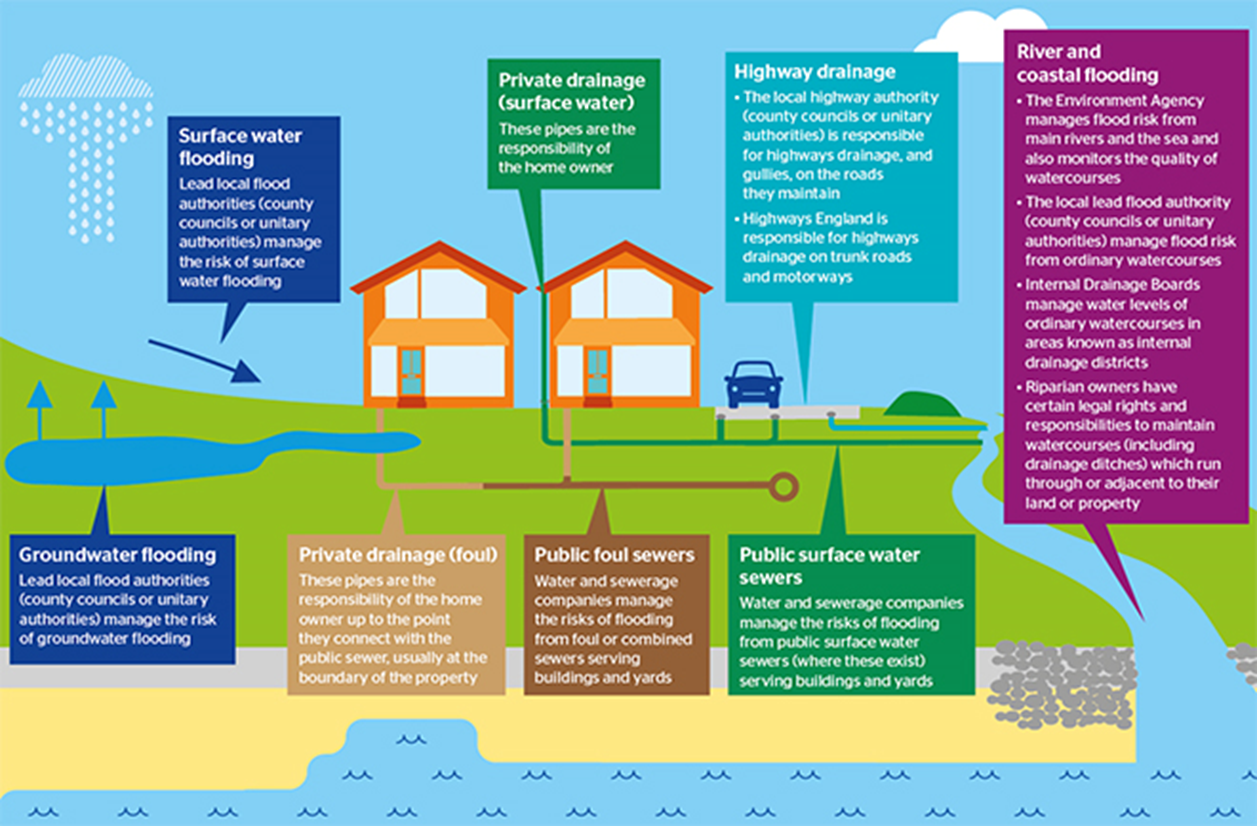 Surface water
flooding
Lead local flood
authorities (county
councils or unitary
authorities) manage
the risk of surface
water flooding
Private drainage
(surface water)
These pipes are the
responsibility of
the home owner
Highway drainage
• The local highway authority
(county councils or unitary
authorities) is responsible
for highways drainage, and
gullies, on the roads
they maintain
• Highways England is
responsible for highways
drainage on trunk roads
and motorways
River and
coastal flooding
• The Environment Agency
manages flood risk from
main rivers and the sea and
also monitors the quality of
watercourses
• The local lead flood authority
(county councils or unitary
authorities) manage flood risk
from ordinary watercourses
• Internal Drainage Boards
manage water levels of
ordinary watercourses in
areas known as internal
drainage districts
• Riparian owners have
certain legal rights and
responsibilities to maintain
watercourses (including
drainage ditches) which run
through or adjacent to their
land or property
Groundwater flooding
Lead local flood authorities
(county councils or unitary
authorities) manage the risk
of groundwater flooding
Private drainage (foul)
These pipes are the
responsibility of the home
owner up to the point
they connect with the
public sewer, usually at the
boundary of the property
Public foul sewers
Water and sewerage
companies manage
the risks of flooding
from foul or combined
sewers serving
buildings and yards
Public surface water
sewers
Water and sewerage companies
manage the risks of flooding
from public surface water
sewers (where these exist)
serving buildings and yards